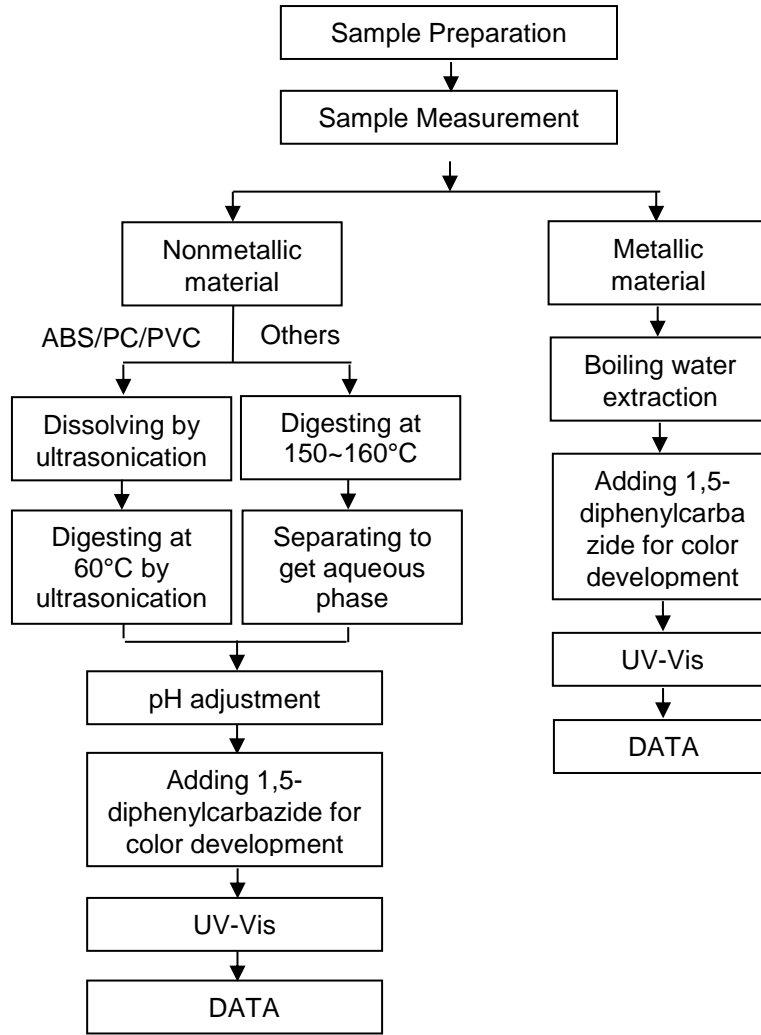 Sample Preparation
Sample Measurement
Nonmetallic
material
Metallic
material
ABS/PC/PVC
Others
Boiling water
extraction
Dissolving by
ultrasonication
Digesting at
150~160°C
Adding 1,5-
diphenylcarba
zide for color
development
Digesting at
60°C by
ultrasonication
Separating to
get aqueous
phase
UV-Vis
pH adjustment
DATA
Adding 1,5-
diphenylcarbazide for
color development
UV-Vis
DATA